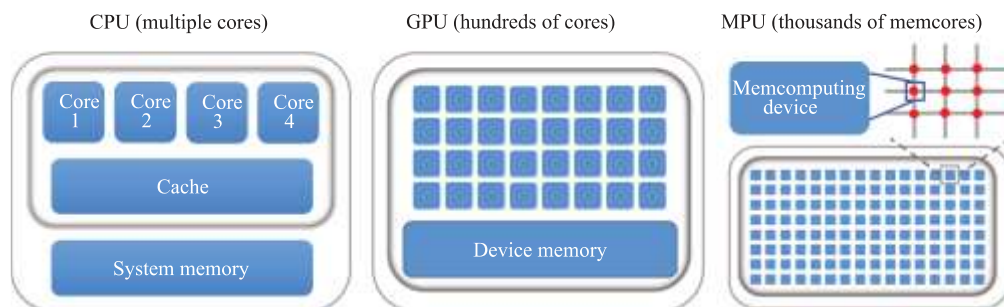 CPU (multiple cores)
GPU (hundreds of cores)
MPU (thousands of memcores)
Core
1
Core
2
Core
3
Core
4
Cache
System memory
Device memory
Memcomputing
device